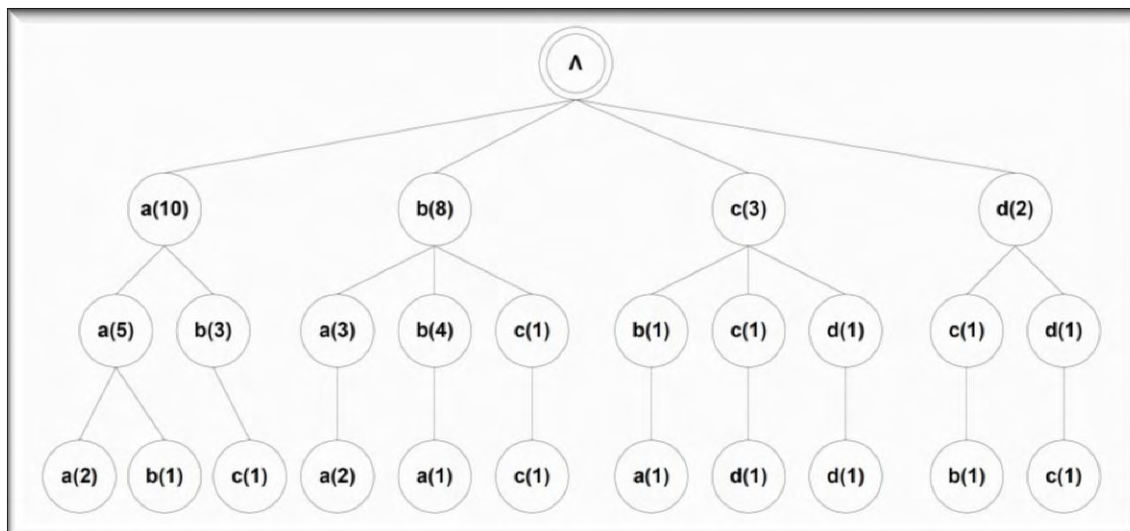 Λ
a(10) b(8) c(3) d(2)
a(5) b(3) a(3) b(4) c(1) b(1) c(1) d(1) c(1) d(1)
a(2) b(1) c(1) a(2) a(1) c(1) a(1) d(1) d(1) b(1) c(1)